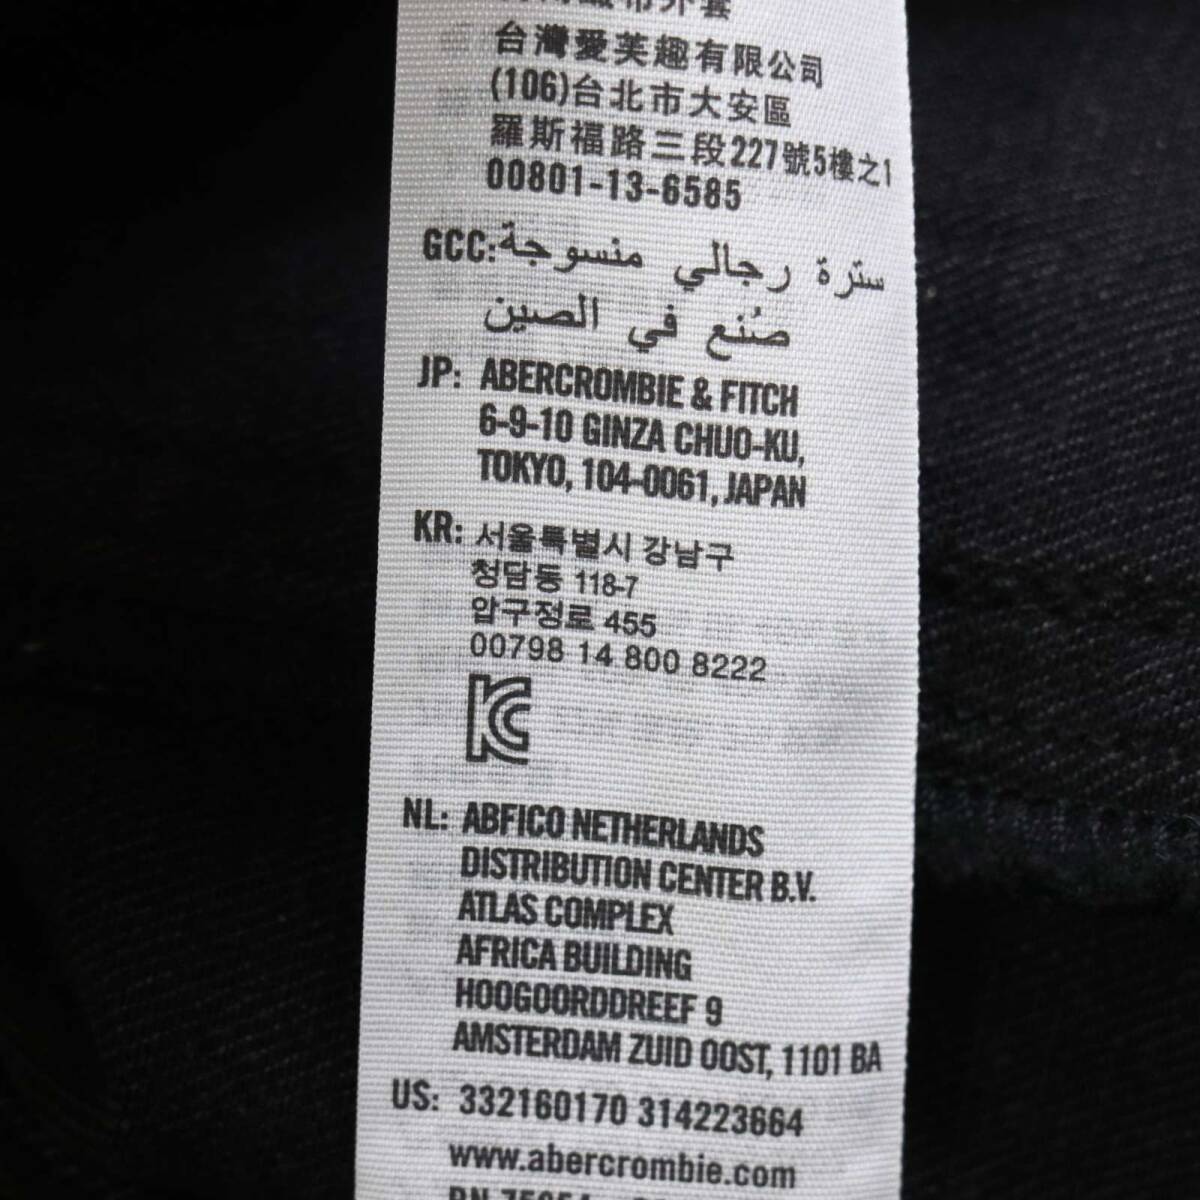 台灣愛芙趣有限公司
(106)台北市大安區
羅斯福路三段227號5樓之1
00801-13-6585
GCC: سترة رجالي منسوجة
صُنع في الصين
JP: ABERCROMBIE & FITCH
6-9-10 GINZA CHUO-KU,
TOKYO, 104-0061, JAPAN
KR: 서울특별시 강남구
청담동 118-7
압구정로 455
00798 14 800 8222
KC
NL: ABFICO NETHERLANDS
DISTRIBUTION CENTER B.V.
ATLAS COMPLEX
AFRICA BUILDING
HOOGOORDDREEF 9
AMSTERDAM ZUID OOST, 1101 BA
US: 332160170 314223664
www.abercrombie.com